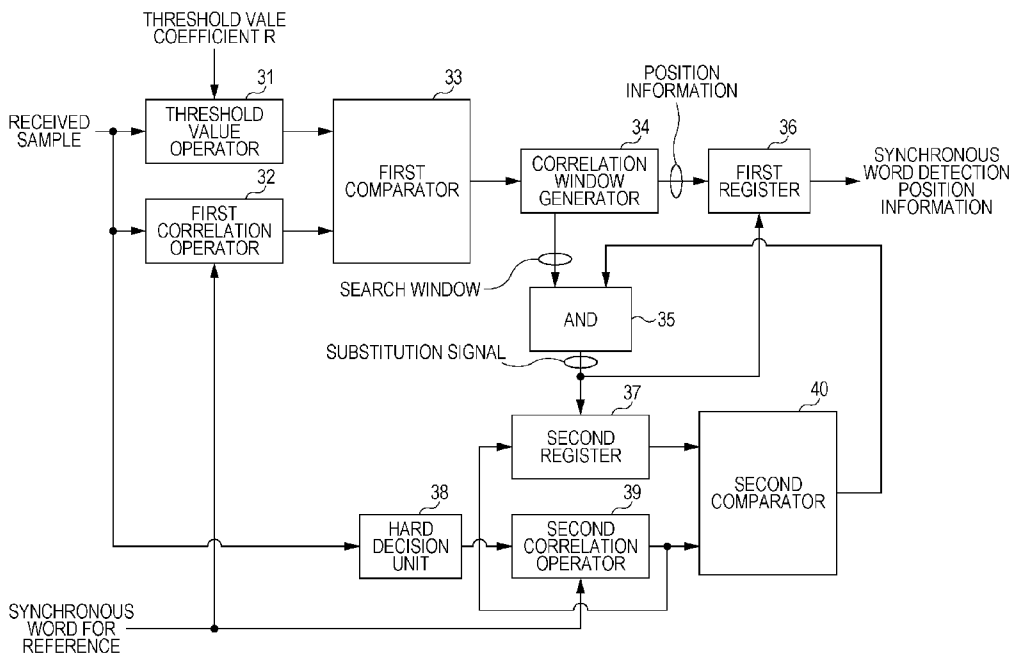 THRESHOLD VALE
COEFFICIENT R
31
33
POSITION
INFORMATION
RECEIVED
SAMPLE
THRESHOLD
VALUE
OPERATOR
34
36
32
FIRST
COMPARATOR
CORRELATION
WINDOW
GENERATOR
FIRST
REGISTER
SYNCHRONOUS
WORD DETECTION
POSITION
INFORMATION
FIRST
CORRELATION
OPERATOR
SEARCH WINDOW
AND
35
SUBSTITUTION SIGNAL
37
40
SECOND
REGISTER
SECOND
COMPARATOR
38
39
HARD
DECISION
UNIT
SECOND
CORRELATION
OPERATOR
SYNCHRONOUS
WORD FOR
REFERENCE